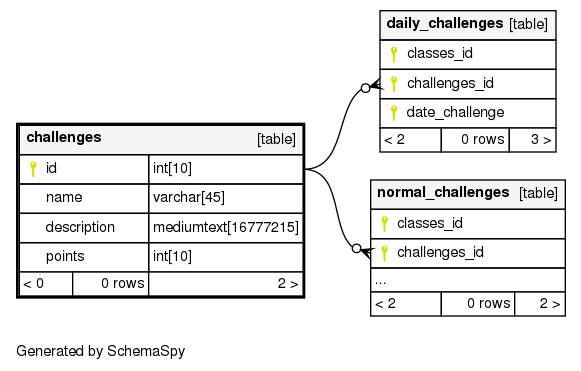 daily_challenges [table]
classes_id
challenges_id
date_challenge
< 2 0 rows 3 >
challenges [table]
id int[10]
name varchar[45]
description mediumtext[16777215]
points int[10]
< 0 0 rows 2 >
normal_challenges [table]
classes_id
challenges_id
...
< 2 0 rows 2 >
Generated by SchemaSpy